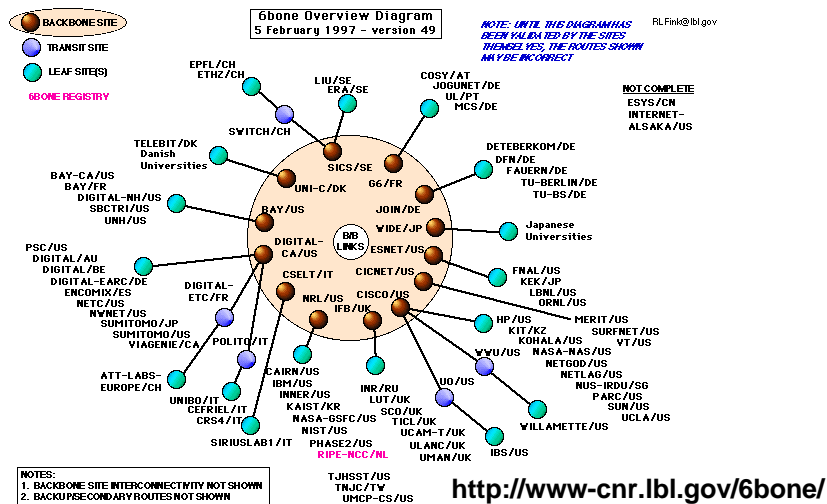 BACKBONE SITE
TRANSIT SITE
LEAF SITE(S)
6BONE REGISTRY
6bone Overview Diagram
5 February 1997 - version 49
NOTE: UNTIL THIS DIAGRAM HAS
BEEN VALIDATED BY THE SITES
THEMSELVES, THE ROUTES SHOWN
MAY BE INCORRECT
RLFink@lbl.gov
NOT COMPLETE
ESYS/CN
INTERNET-
ALSAKA/US
EPFL/CH
ETHZ/CH
SWITCH/CH
LIU/SE
ERA/SE
COSY/AT
JOGUNET/DE
UL/PT
MCS/DE
TELEBIT/DK
Danish
Universities
SICS/SE
G6/FR
UNI-C/DK
JOIN/DE
DETEBERKOM/DE
DFN/DE
FAUERN/DE
TU-BERLIN/DE
TU-BS/DE
BAY-CA/US
BAY/FR
DIGITAL-NH/US
SBCTRI/US
UNH/US
BAY/US
WIDE/JP
Japanese
Universities
B/B
LINKS
DIGITAL-
CA/US
ESNET/US
FNAL/US
KEK/JP
LBNL/US
ORNL/US
PSC/US
DIGITAL/AU
DIGITAL/BE
DIGITAL-EARC/DE
ENCOMIX/ES
NETC/US
NWNET/US
SUMITOMO/JP
SUMITOMO/US
VIAGENIE/CA
CSELT/IT
CICNET/US
MERIT/US
SURFNET/US
VT/US
DIGITAL-
ETC/FR
NRL/US
IFB/UK
CISCO/US
HP/US
KIT/KZ
KOHALA/US
NASA-NAS/US
NETGOD/US
NETLAG/US
NUS-IRDU/SG
PARC/US
SUN/US
UCLA/US
POLITO/IT
WWU/US
WILLAMETTE/US
ATT-LABS-
EUROPE/CH
UNIBO/IT
CEFRIEL/IT
CRS4/IT
SIRIUSLAB1/IT
CAIRN/US
IBM/US
INNER/US
KAIST/KR
NASA-GSFC/US
NIST/US
PHASE2/US
RIPE-NCC/NL
TJHSST/US
TNJC/TW
UMCP-CS/US
INR/RU
LUT/UK
SCO/UK
TICL/UK
UCAM-T/UK
ULANC/UK
UMAN/UK
UO/US
IBS/US
NOTES:
1. BACKBONE SITE INTERCONNECTIVITY NOT SHOWN
2. BACKUP/SECONDARY ROUTES NOT SHOWN
http://www-cnr.lbl.gov/6bone/